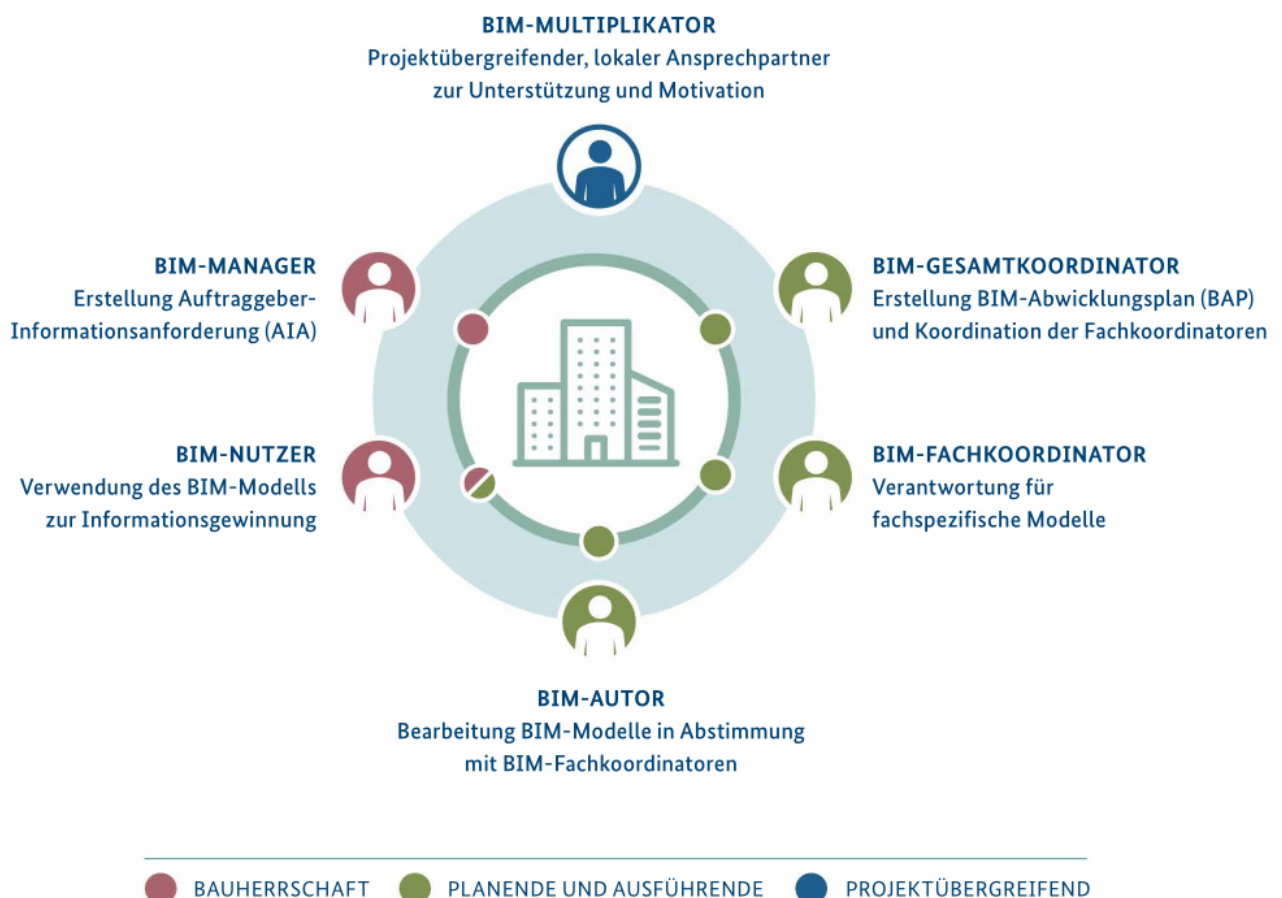 BIM-MULTIPLIKATOR
Projektübergreifender, lokaler Ansprechpartner
zur Unterstützung und Motivation
BIM-MANAGER
Erstellung Auftraggeber-
Informationsanforderung (AIA)
BIM-GESAMTKOORDINATOR
Erstellung BIM-Abwicklungsplan (BAP)
und Koordination der Fachkoordinatoren
BIM-NUTZER
Verwendung des BIM-Modells
zur Informationsgewinnung
BIM-FACHKOORDINATOR
Verantwortung für
fachspezifische Modelle
BIM-AUTOR
Bearbeitung BIM-Modelle in Abstimmung
mit BIM-Fachkoordinatoren
BAUHERRSCHAFT
PLANENDE UND AUSFÜHRENDE
PROJEKTÜBERGREIFEND